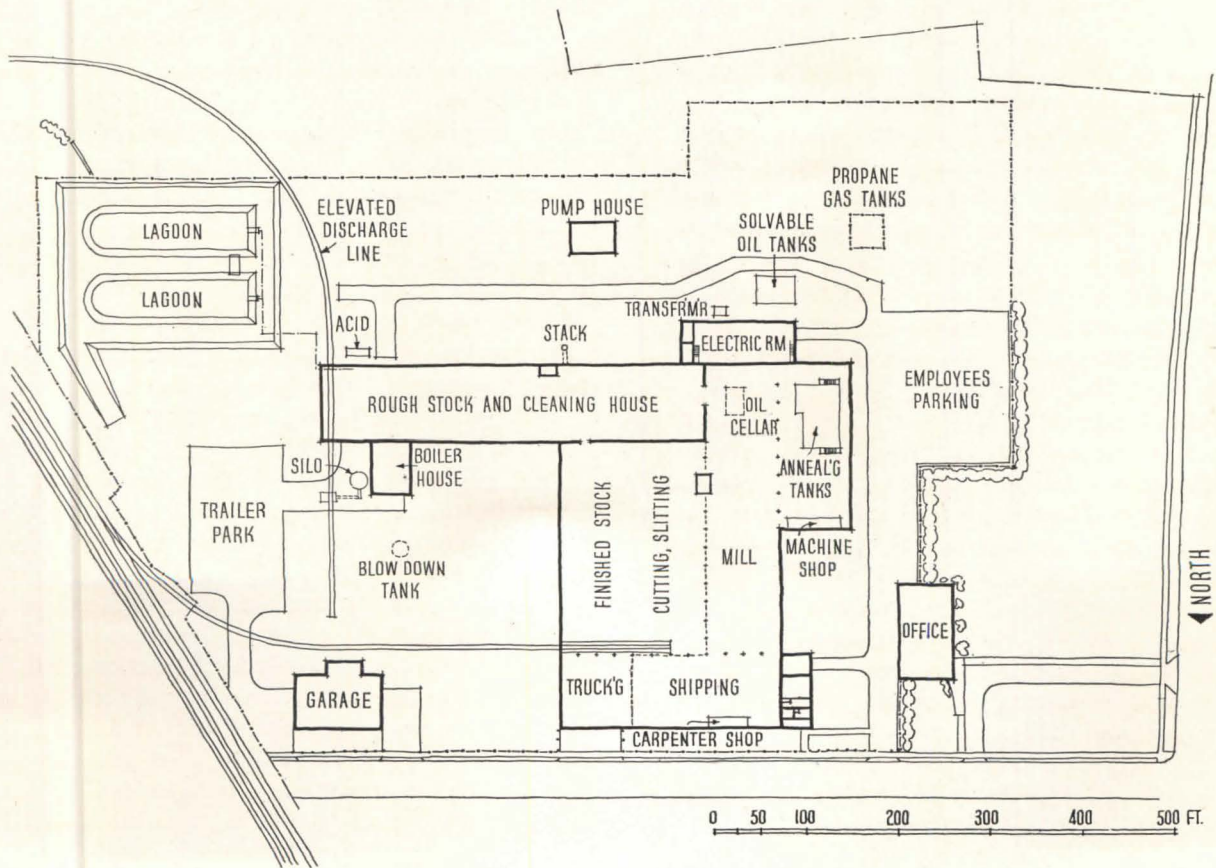 LAGOON
LAGOON
ELEVATED
DISCHARGE
LINE
PUMP HOUSE
PROPANE
GAS TANKS
SOLVABLE
OIL TANKS
TRANSFRM'R
ACID
STACK
ELECTRIC RM
ROUGH STOCK AND CLEANING HOUSE
OIL
CELLAR
EMPLOYEES
PARKING
ANNEAL'G
TANKS
SILO
BOILER
HOUSE
TRAILER
PARK
BLOW DOWN
TANK
FINISHED STOCK
CUTTING, SLITTING
MILL
MACHINE
SHOP
NORTH
OFFICE
GARAGE
TRUCK'G
SHIPPING
CARPENTER SHOP
0 50 100 200 300 400 500 FT.